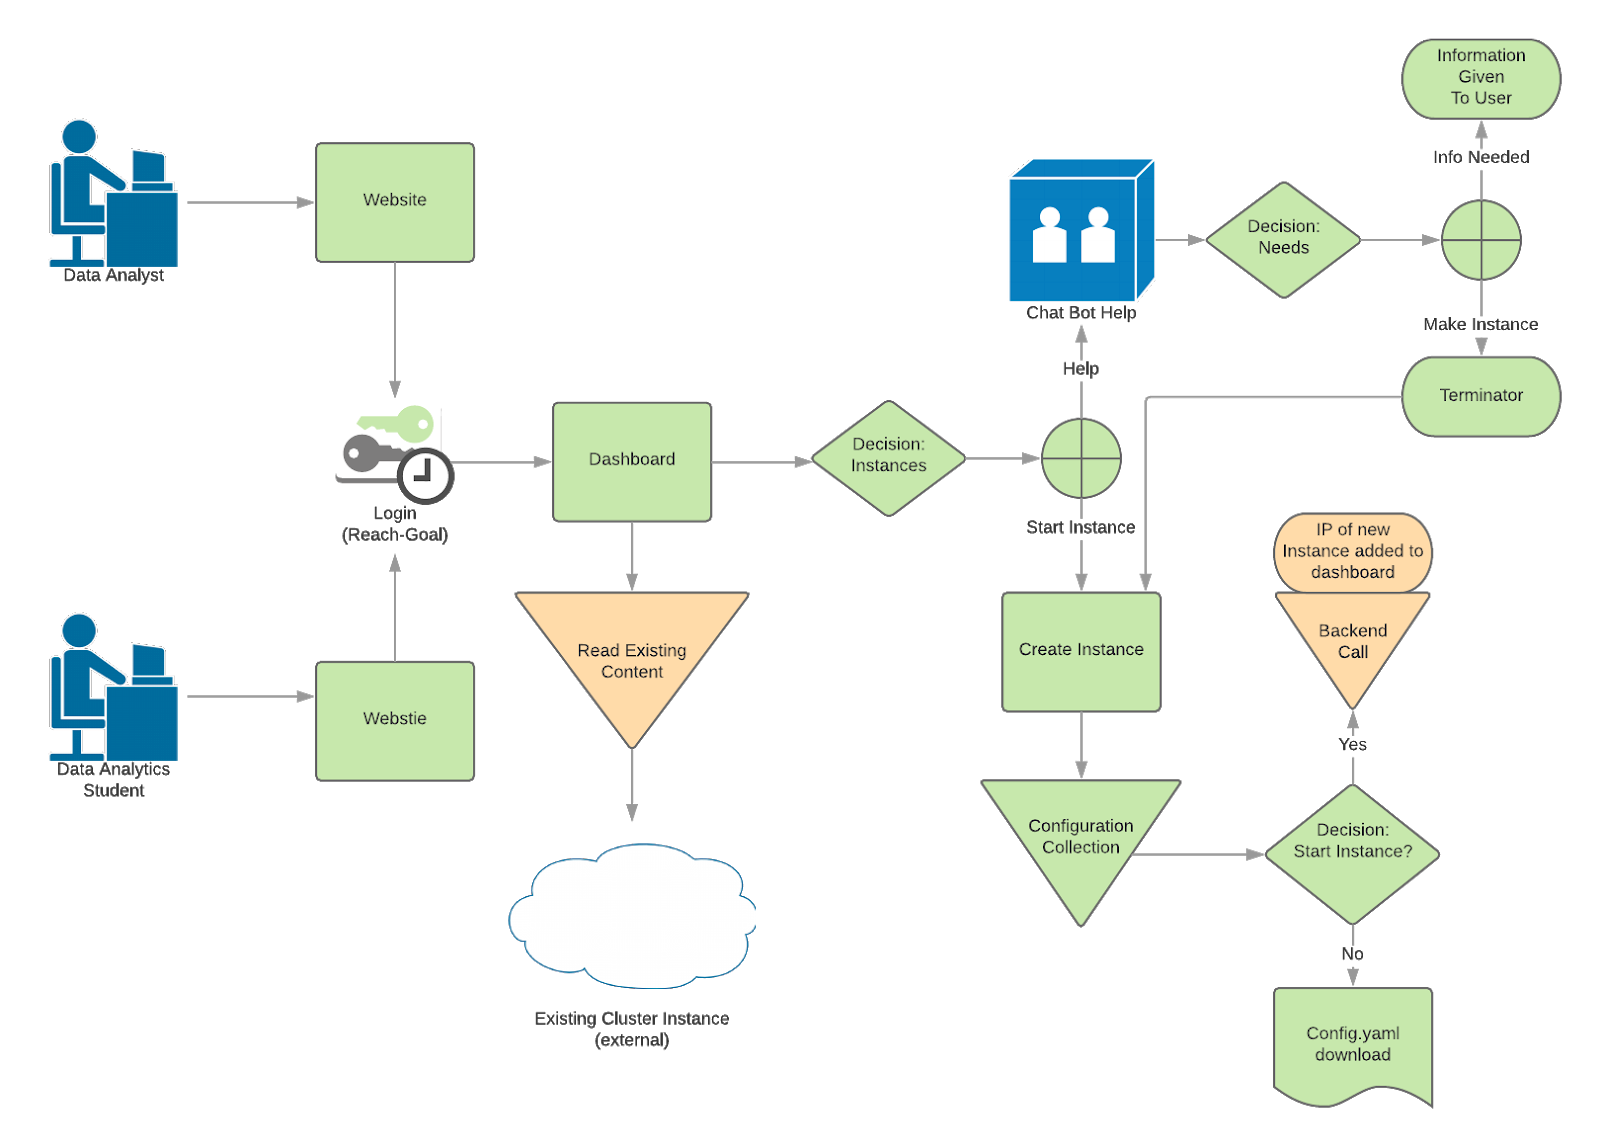 Information
Given
To User
Info Needed
Website
Data Analyst
Decision:
Needs
Chat Bot Help
Make Instance
Help
Terminator
Dashboard
Decision:
Instances
Login
(Reach-Goal)
Start Instance
IP of new
Instance added to
dashboard
Read Existing
Content
Create Instance
Backend
Call
Webstie
Yes
Data Analytics
Student
Configuration
Collection
Decision:
Start Instance?
No
Existing Cluster Instance
(external)
Config.yaml
download